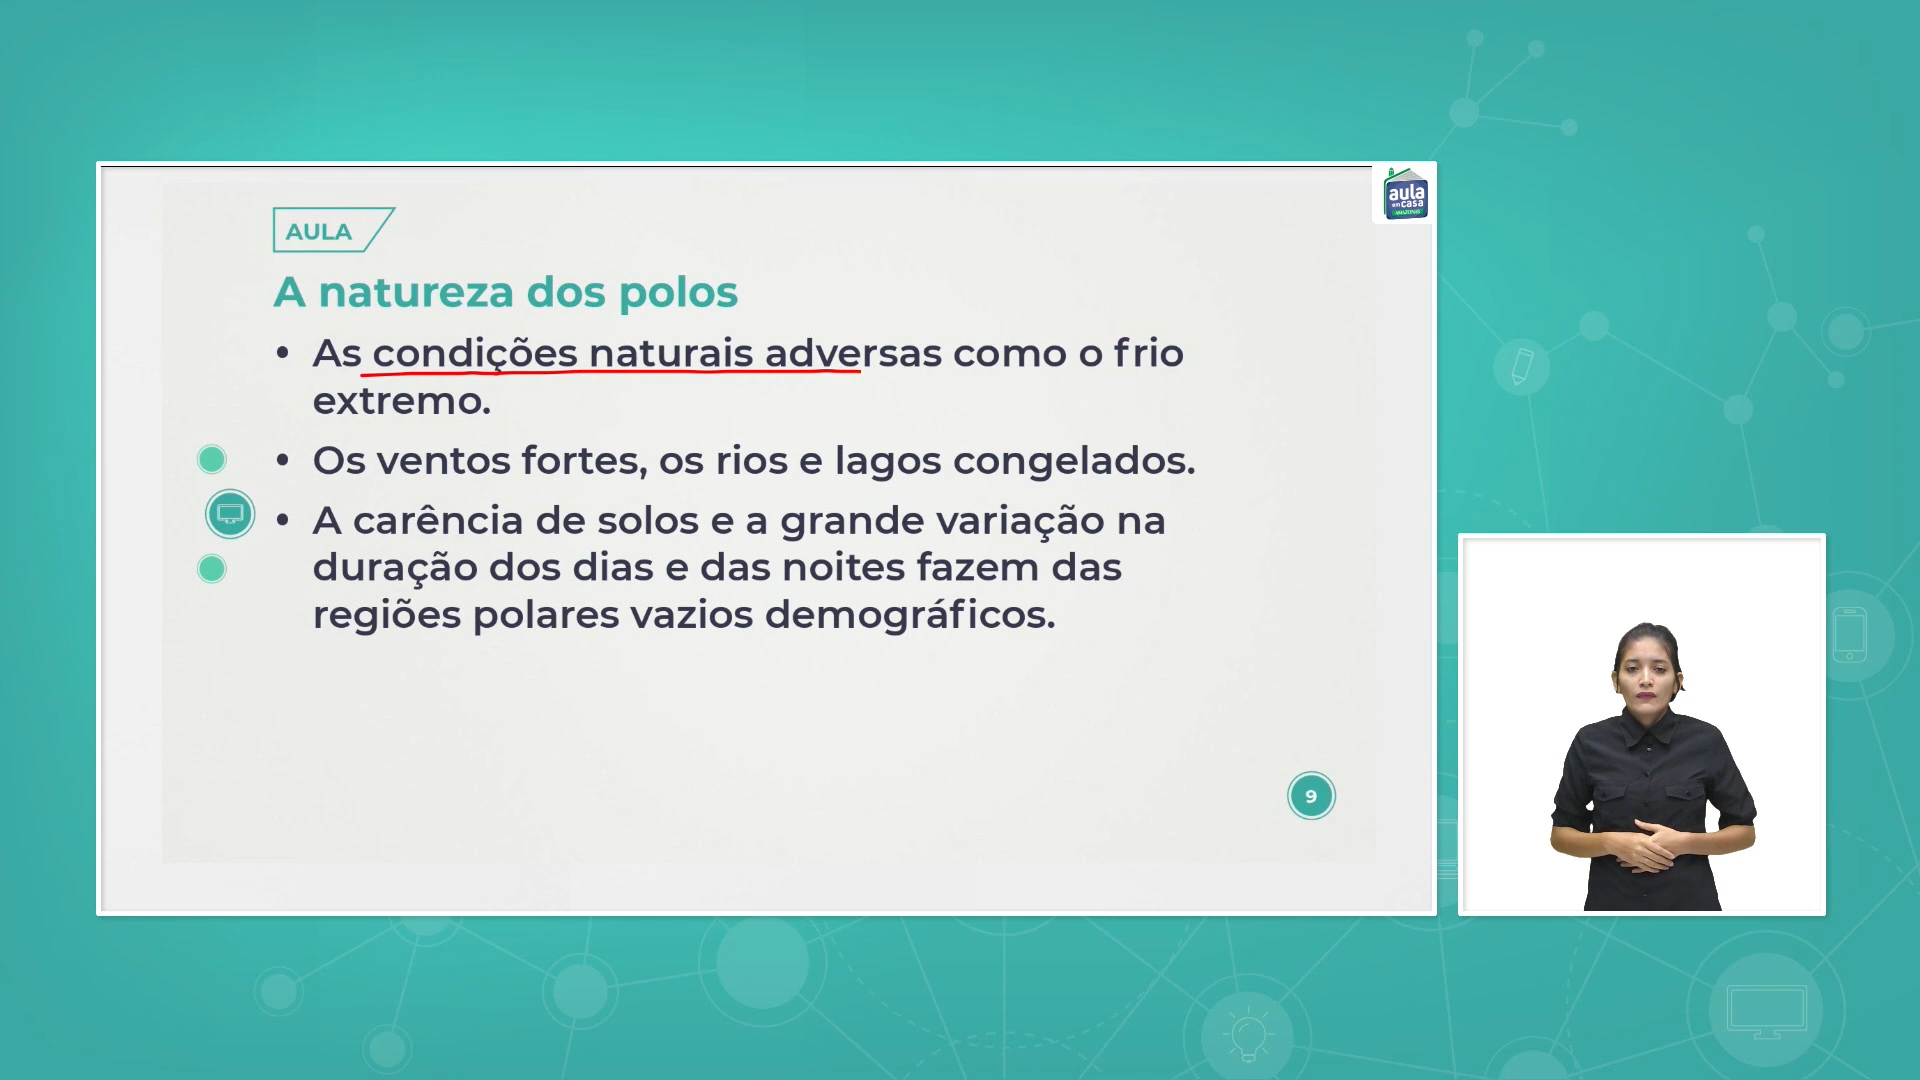 aula
em casa
AMAZONAS
AULA
A natureza dos polos
• As condições naturais adversas como o frio
extremo.
• Os ventos fortes, os rios e lagos congelados.
• A carência de solos e a grande variação na
duração dos dias e das noites fazem das
regiões polares vazios demográficos.
9